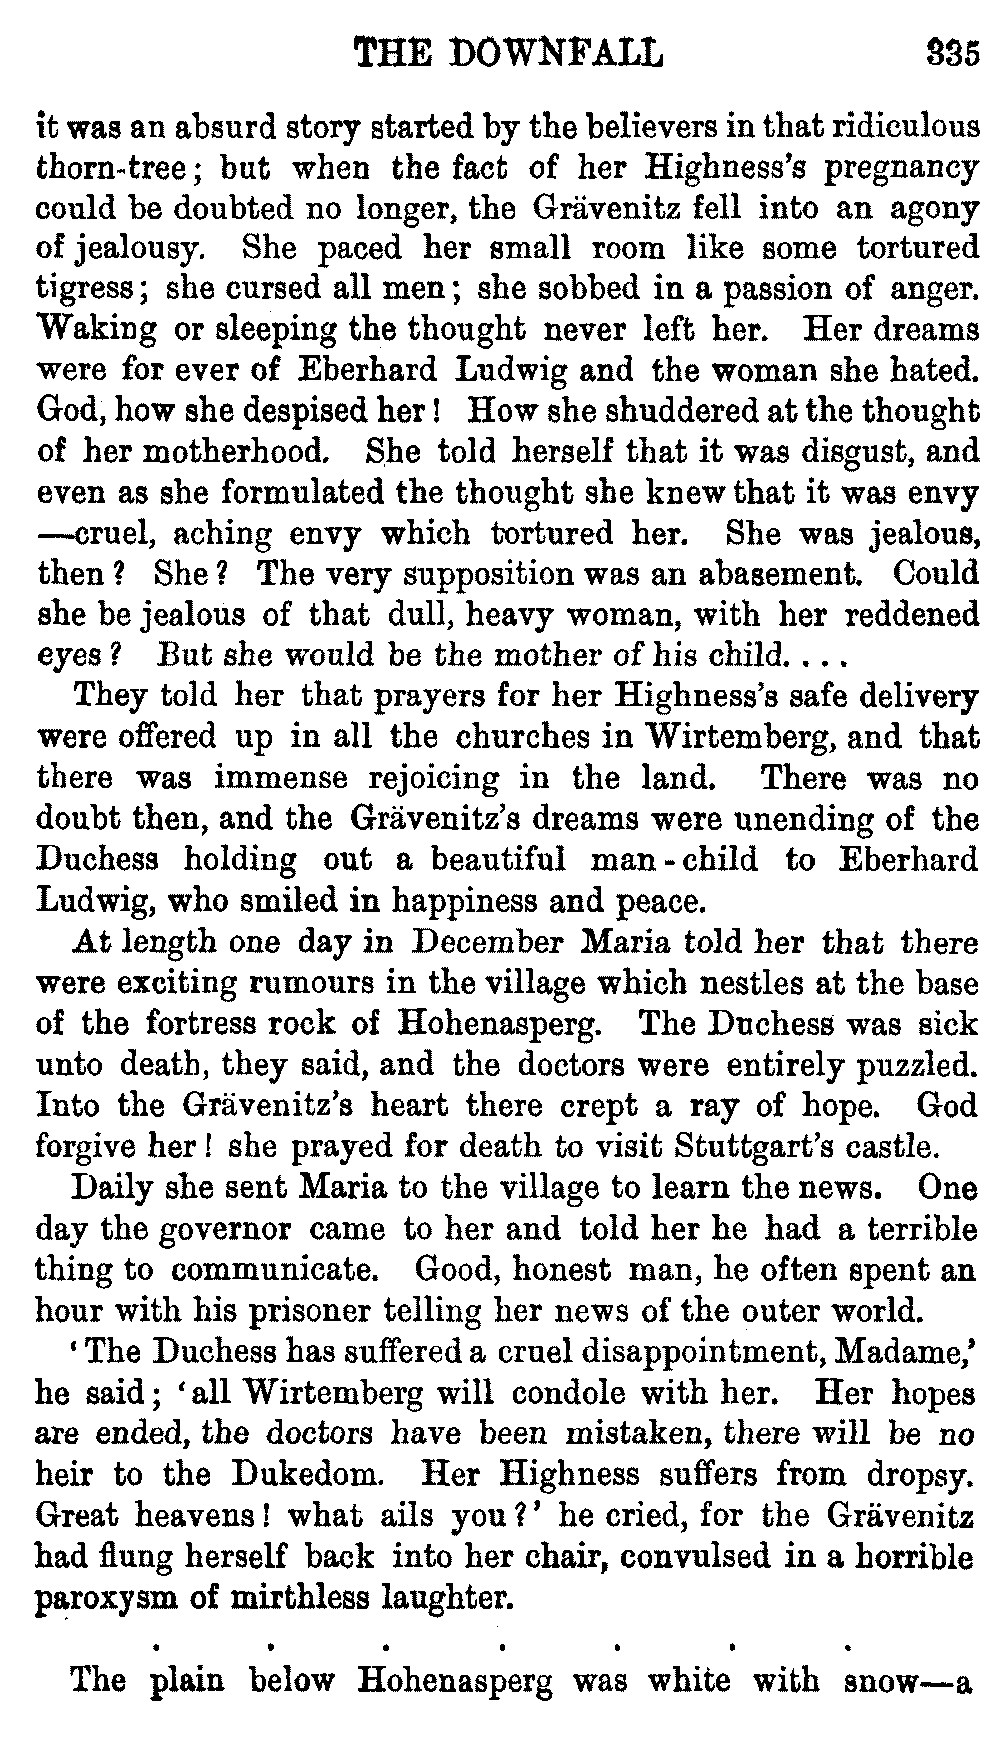 THE DOWNFALL 335
it was an absurd story started by the believers in that ridiculous
thorn-tree; but when the fact of her Highness's pregnancy
could be doubted no longer, the Grävenitz fell into an agony
of jealousy. She paced her small room like some tortured
tigress; she cursed all men; she sobbed in a passion of anger.
Waking or sleeping the thought never left her. Her dreams
were for ever of Eberhard Ludwig and the woman she hated.
God, how she despised her! How she shuddered at the thought
of her motherhood. She told herself that it was disgust, and
even as she formulated the thought she knew that it was envy
—cruel, aching envy which tortured her. She was jealous,
then? She? The very supposition was an abasement. Could
she be jealous of that dull, heavy woman, with her reddened
eyes? But she would be the mother of his child. . . .
They told her that prayers for her Highness's safe delivery
were offered up in all the churches in Wirtemberg, and that
there was immense rejoicing in the land. There was no
doubt then, and the Grävenitz's dreams were unending of the
Duchess holding out a beautiful man-child to Eberhard
Ludwig, who smiled in happiness and peace.
At length one day in December Maria told her that there
were exciting rumours in the village which nestles at the base
of the fortress rock of Hohenasperg. The Duchess was sick
unto death, they said, and the doctors were entirely puzzled.
Into the Grävenitz's heart there crept a ray of hope. God
forgive her! she prayed for death to visit Stuttgart's castle.
Daily she sent Maria to the village to learn the news. One
day the governor came to her and told her he had a terrible
thing to communicate. Good, honest man, he often spent an
hour with his prisoner telling her news of the outer world.
'The Duchess has suffered a cruel disappointment, Madame,'
he said; 'all Wirtemberg will condole with her. Her hopes
are ended, the doctors have been mistaken, there will be no
heir to the Dukedom. Her Highness suffers from dropsy.
Great heavens! what ails you?' he cried, for the Grävenitz
had flung herself back into her chair, convulsed in a horrible
paroxysm of mirthless laughter.
. . . . . . .
The plain below Hohenasperg was white with snow—a